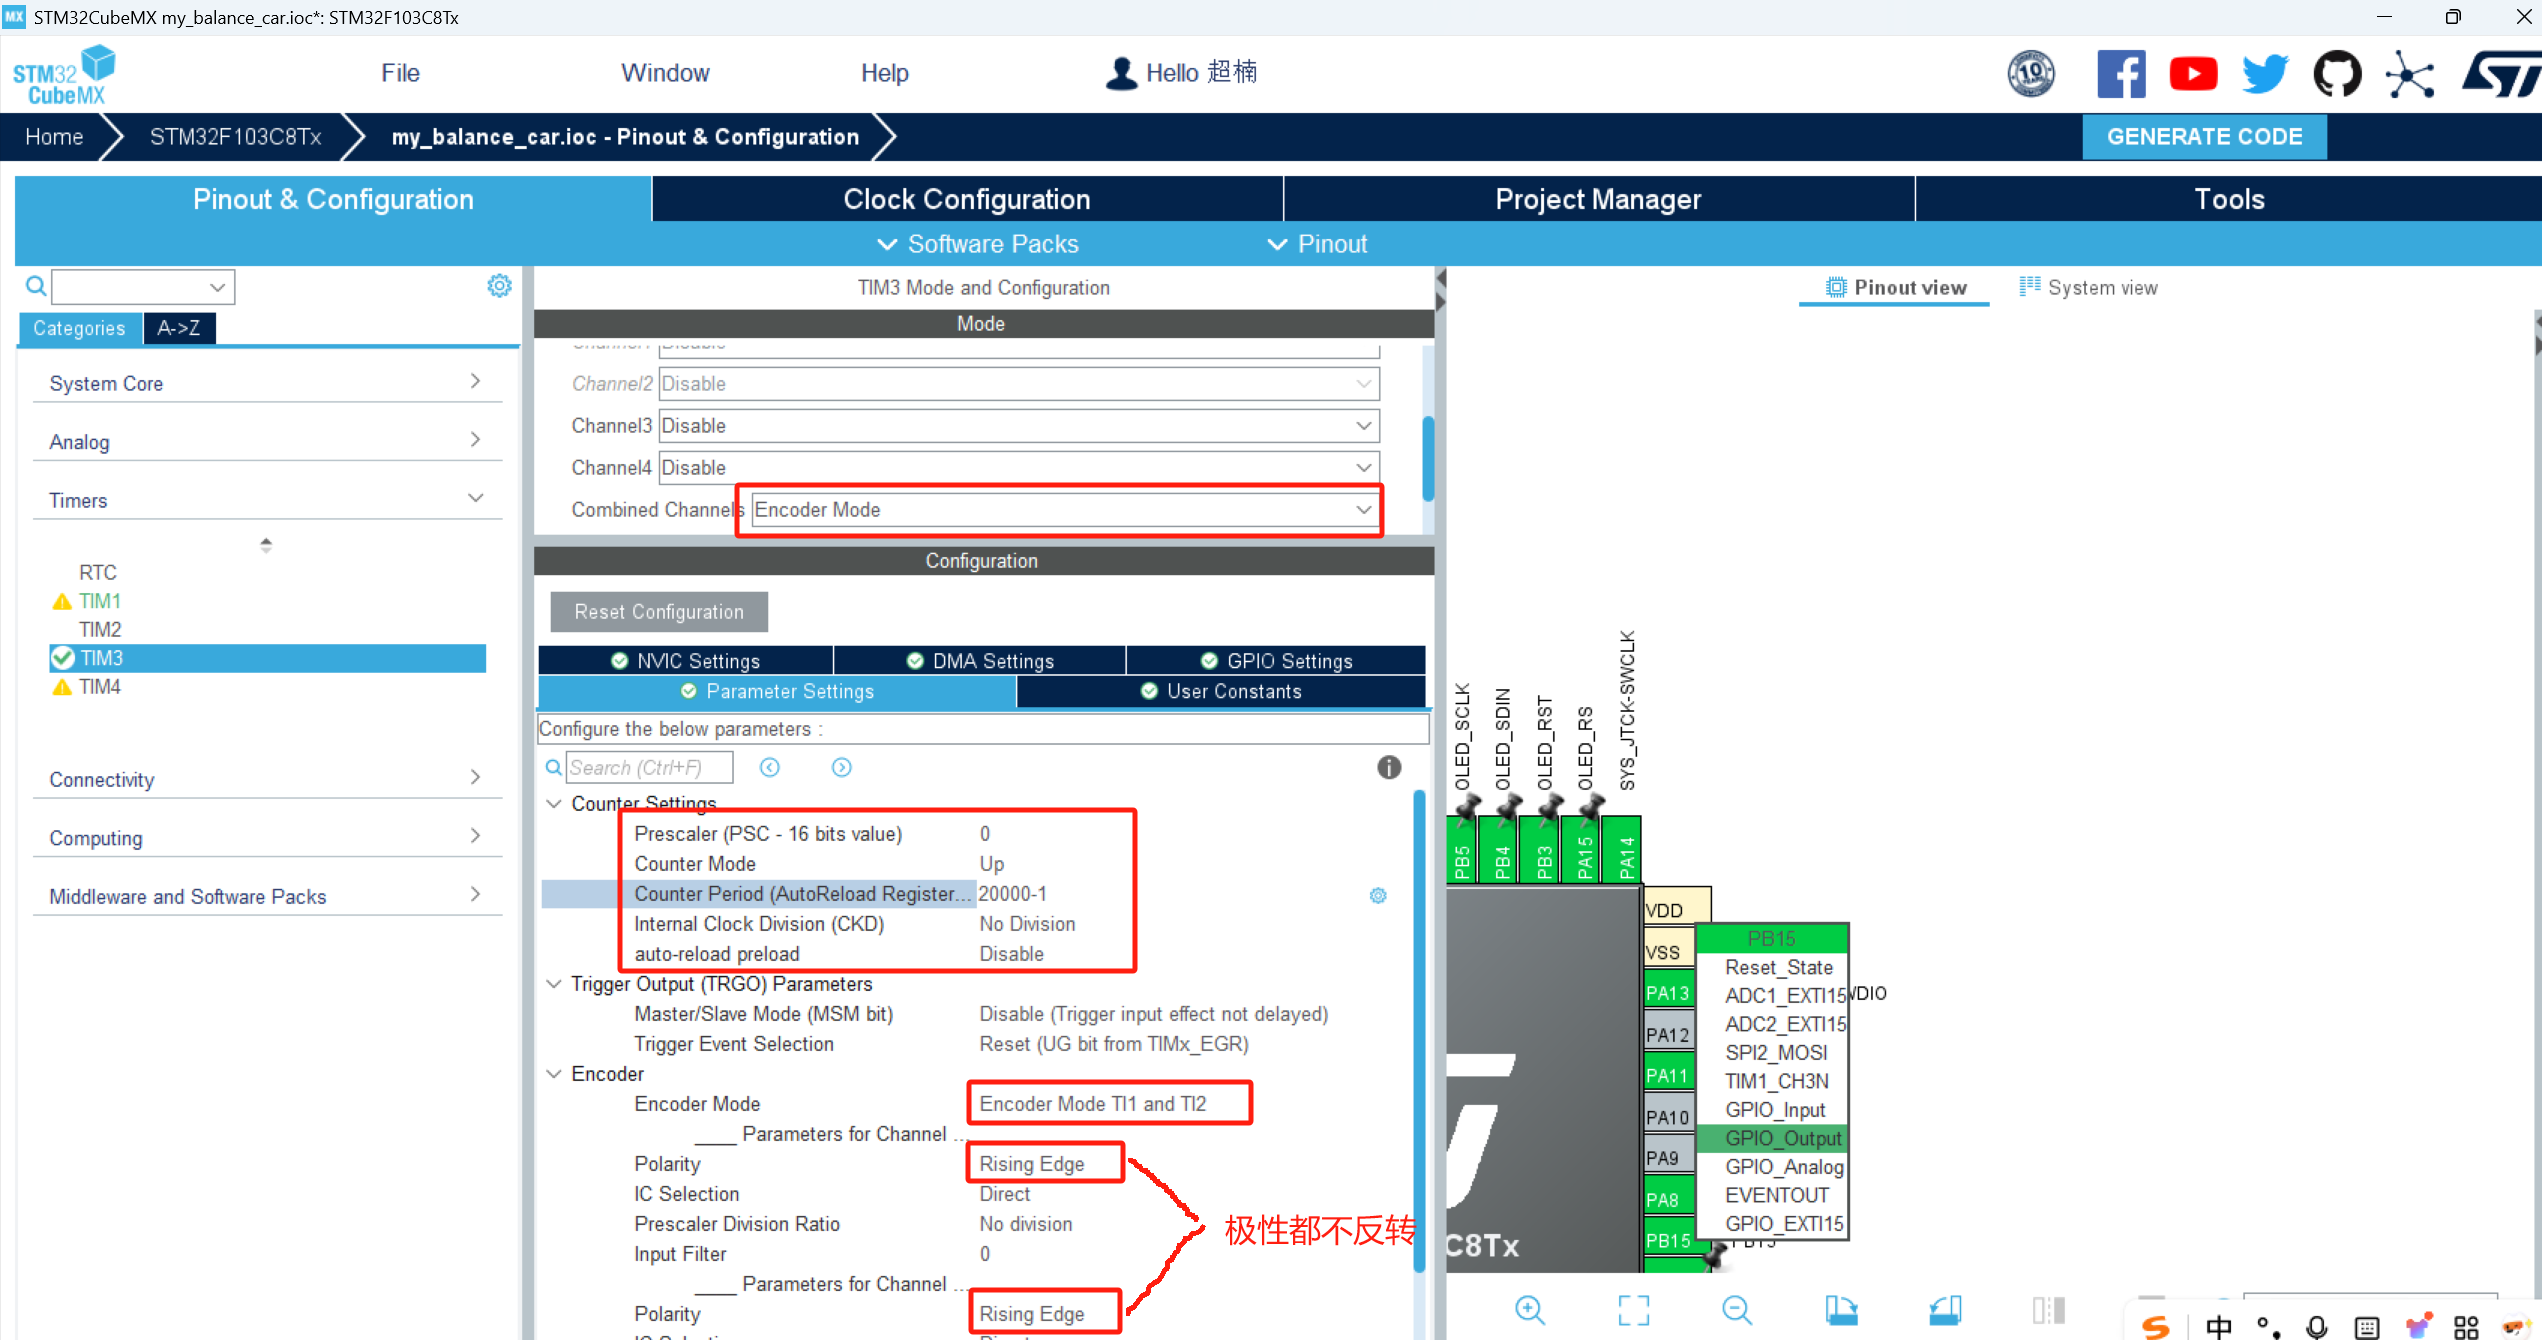 STM32CubeMX my_balance_car.ioc*: STM32F103C8Tx
STM32 CubeMX
File
Window
Help
Hello 超楠
Home
STM32F103C8Tx
my_balance_car.ioc - Pinout & Configuration
GENERATE CODE
Pinout & Configuration
Clock Configuration
Project Manager
Tools
Software Packs
Pinout
Categories
A->Z
System Core
Analog
Timers
RTC
TIM1
TIM2
TIM3
TIM4
Connectivity
Computing
Middleware and Software Packs
TIM3 Mode and Configuration
Mode
Channel2 Disable
Channel3 Disable
Channel4 Disable
Combined Channels Encoder Mode
Configuration
Reset Configuration
NVIC Settings
DMA Settings
GPIO Settings
Parameter Settings
User Constants
Configure the below parameters :
Search (Ctrl+F)
Counter Settings
Prescaler (PSC - 16 bits value) 0
Counter Mode Up
Counter Period (AutoReload Register... 20000-1
Internal Clock Division (CKD) No Division
auto-reload preload Disable
Trigger Output (TRGO) Parameters
Master/Slave Mode (MSM bit) Disable (Trigger input effect not delayed)
Trigger Event Selection Reset (UG bit from TIMx_EGR)
Encoder
Encoder Mode Encoder Mode TI1 and TI2
____ Parameters for Channel ...
Polarity Rising Edge
IC Selection Direct
Prescaler Division Ratio No division
Input Filter 0
____ Parameters for Channel ...
Polarity Rising Edge
极性都不反转
Pinout view
System view
OLED_SCLK
OLED_SDIN
OLED_RST
OLED_RS
SYS_JTCK-SWCLK
PB5
PB4
PB3
PA15
PA14
VDD
VSS
PA13
PA12
PA11
PA10
PA9
PA8
PB15
C8Tx
PB15
Reset_State
ADC1_EXTI15
ADC2_EXTI15
SPI2_MOSI
TIM1_CH3N
GPIO_Input
GPIO_Output
GPIO_Analog
EVENTOUT
GPIO_EXTI15
中